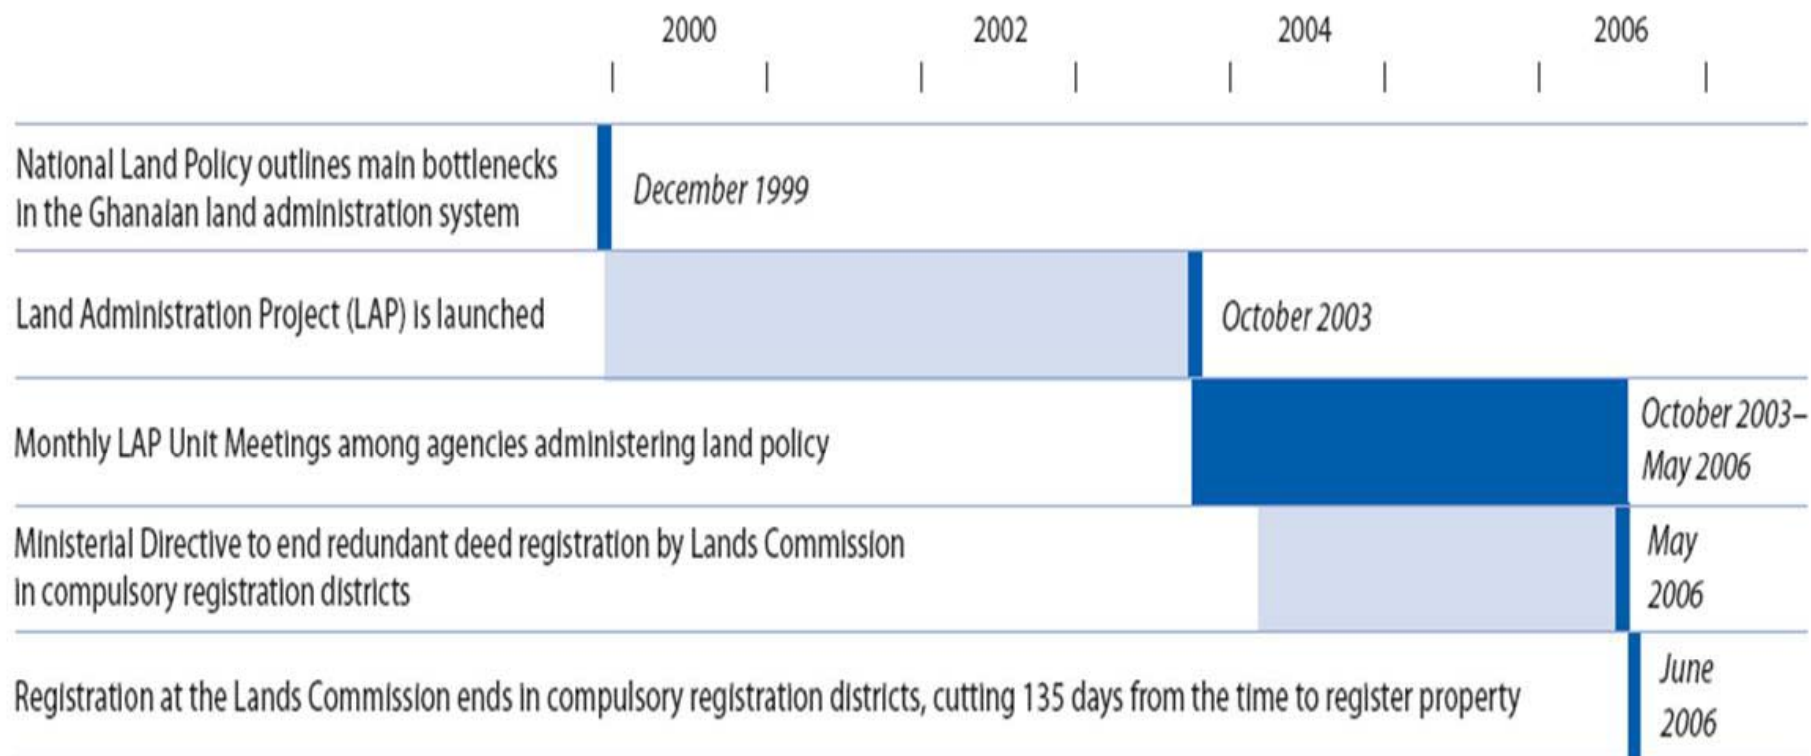 2000 2002 2004 2006
National Land Policy outlines main bottlenecks
in the Ghanaian land administration system
December 1999
Land Administration Project (LAP) is launched
October 2003
Monthly LAP Unit Meetings among agencies administering land policy
October 2003–
May 2006
Ministerial Directive to end redundant deed registration by Lands Commission
in compulsory registration districts
May
2006
Registration at the Lands Commission ends in compulsory registration districts, cutting 135 days from the time to register property
June
2006